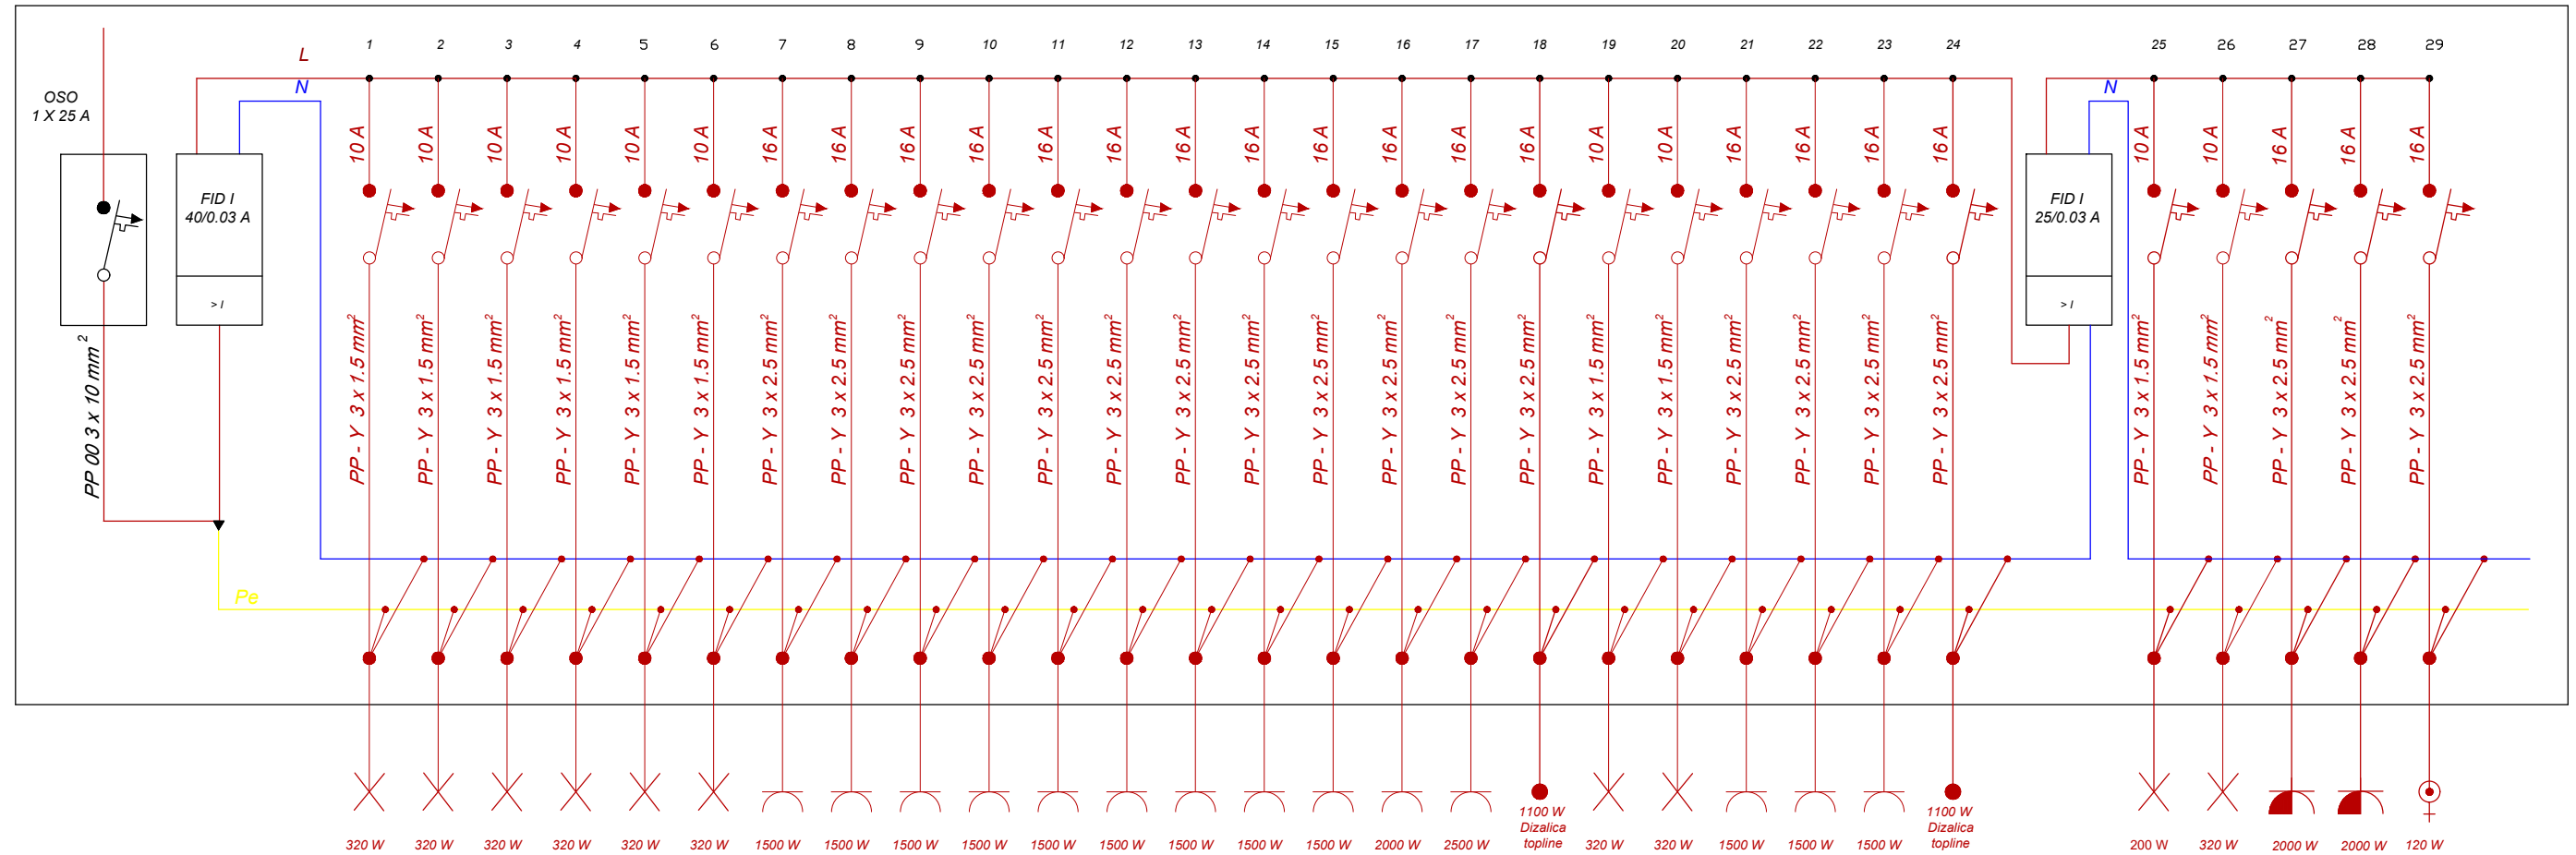 1 2 3 4 5 6 7 8 9 10 11 12 13 14 15 16 17 18 19 20 21 22 23 24 25 26 27 28 29
L
N
N
OSO
1 X 25 A
10 A 10 A 10 A 10 A 10 A 10 A 16 A 16 A 16 A 16 A 16 A 16 A 16 A 16 A 16 A 16 A 16 A 16 A 10 A 10 A 16 A 16 A 16 A 16 A 10 A 10 A 16 A 16 A 16 A
FID I
40/0.03 A
> I
FID I
25/0.03 A
> I
PP 00 3 x 10 mm²
PP - Y 3 x 1.5 mm²
PP - Y 3 x 1.5 mm²
PP - Y 3 x 1.5 mm²
PP - Y 3 x 1.5 mm²
PP - Y 3 x 1.5 mm²
PP - Y 3 x 1.5 mm²
PP - Y 3 x 2.5 mm²
PP - Y 3 x 2.5 mm²
PP - Y 3 x 2.5 mm²
PP - Y 3 x 2.5 mm²
PP - Y 3 x 2.5 mm²
PP - Y 3 x 2.5 mm²
PP - Y 3 x 2.5 mm²
PP - Y 3 x 2.5 mm²
PP - Y 3 x 2.5 mm²
PP - Y 3 x 2.5 mm²
PP - Y 3 x 2.5 mm²
PP - Y 3 x 2.5 mm²
PP - Y 3 x 1.5 mm²
PP - Y 3 x 1.5 mm²
PP - Y 3 x 2.5 mm²
PP - Y 3 x 2.5 mm²
PP - Y 3 x 2.5 mm²
PP - Y 3 x 2.5 mm²
PP - Y 3 x 1.5 mm²
PP - Y 3 x 1.5 mm²
PP - Y 3 x 2.5 mm²
PP - Y 3 x 2.5 mm²
PP - Y 3 x 2.5 mm²
Pe
320 W 320 W 320 W 320 W 320 W 320 W 1500 W 1500 W 1500 W 1500 W 1500 W 1500 W 1500 W 1500 W 1500 W 2000 W 2500 W
1100 W
Dizalica
topline
320 W 320 W 1500 W 1500 W 1500 W
1100 W
Dizalica
topline
200 W 320 W 2000 W 2000 W 120 W